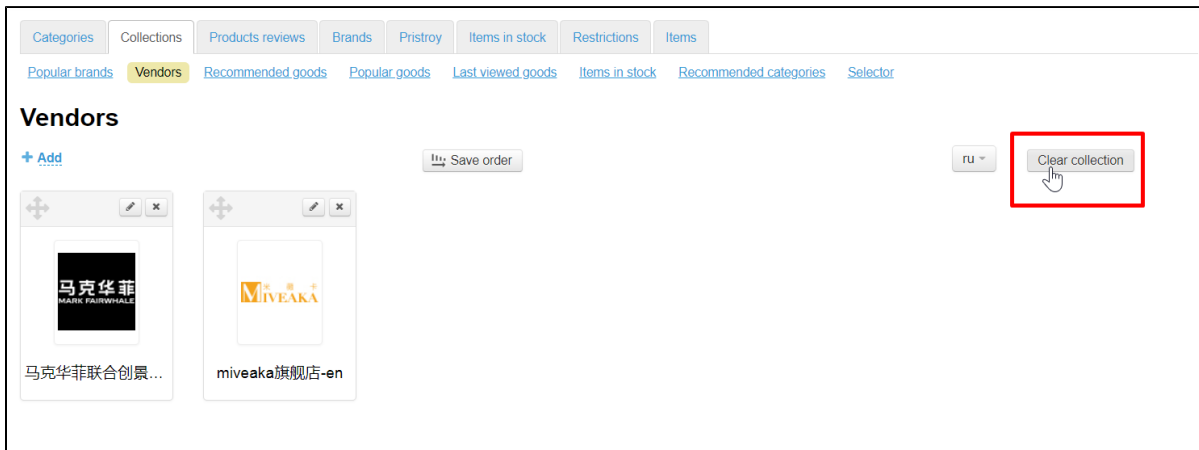 Categories Collections Products reviews Brands Pristroy Items in stock Restrictions Items
Popular brands Vendors Recommended goods Popular goods Last viewed goods Items in stock Recommended categories Selector
Vendors
+ Add Save order ru Clear collection
马克华菲
MARK FAIRWHALE
MIVEAKA
马克华菲联合创景... miveaka旗舰店-en